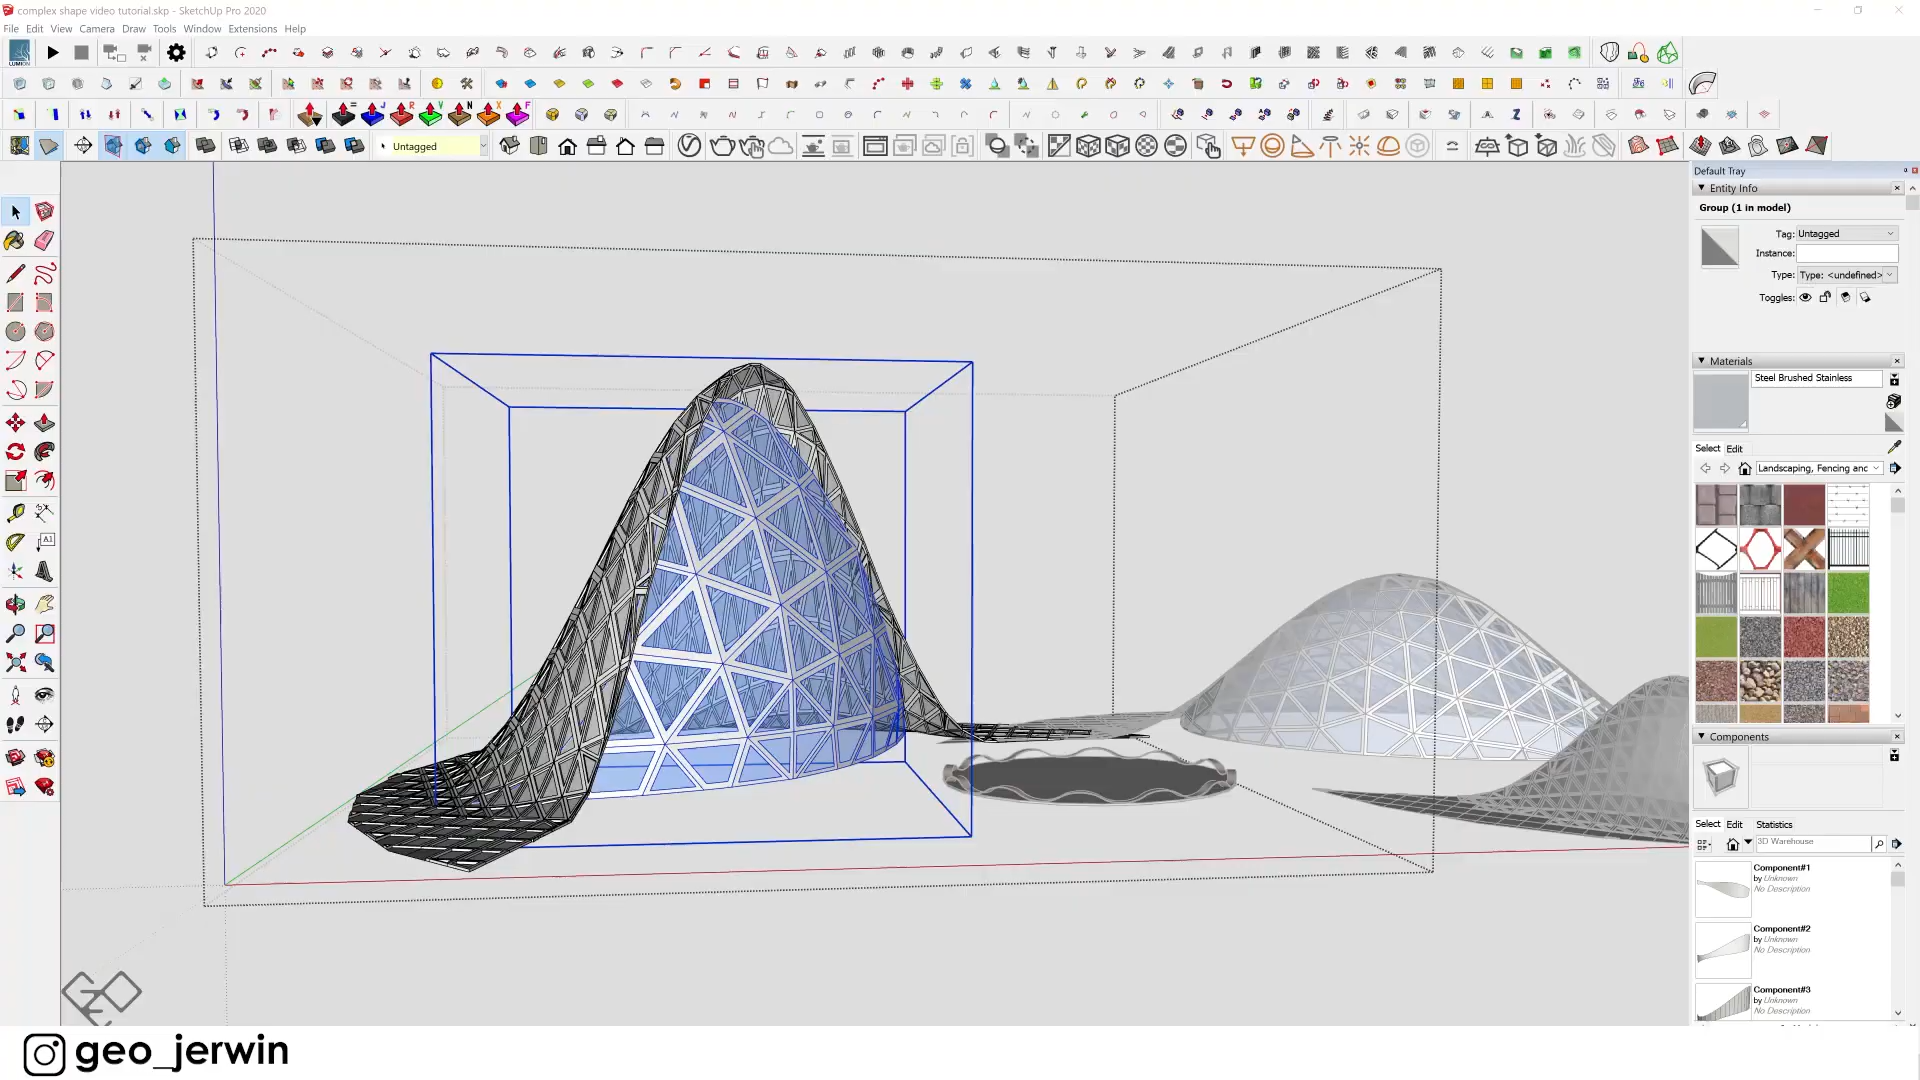 complex shape video tutorial.skp - SketchUp Pro 2020
File Edit View Camera Draw Tools Window Extensions Help
LUMION
= J R V N X F
Untagged
Default Tray
Entity Info
Group (1 in model)
Tag: Untagged
Instance:
Type: Type: <undefined>
Toggles:
Materials
Steel Brushed Stainless
Select Edit
Landscaping, Fencing and
A1
Components
Select Edit Statistics
3D Warehouse
Component#1
by Unknown
No Description
Component#2
by Unknown
No Description
Component#3
by Unknown
No Description
geo_jerwin